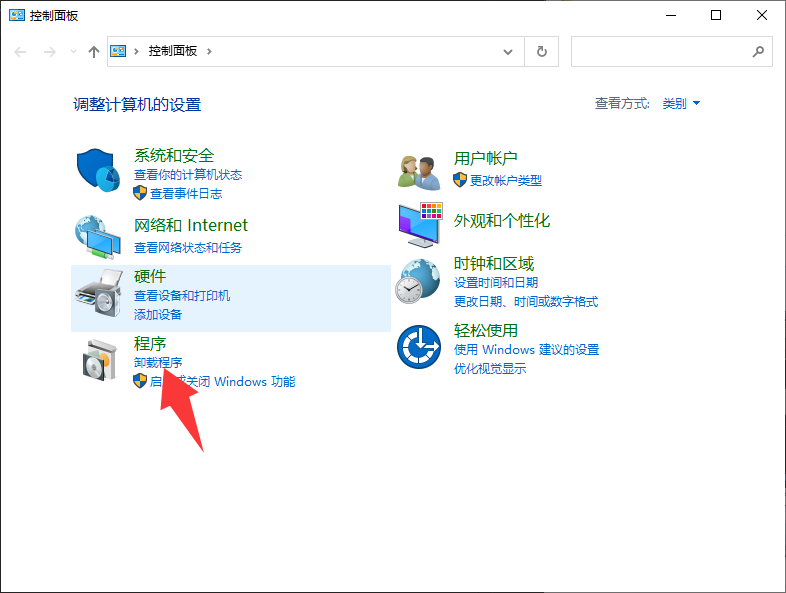 控制面板
控制面板
调整计算机的设置
查看方式: 类别
系统和安全
查看你的计算机状态
查看事件日志
网络和 Internet
查看网络状态和任务
硬件
查看设备和打印机
添加设备
程序
卸载程序
启 或关闭 Windows 功能
用户帐户
更改帐户类型
外观和个性化
时钟和区域
设置时间和日期
更改日期、时间或数字格式
轻松使用
使用 Windows 建议的设置
优化视觉显示